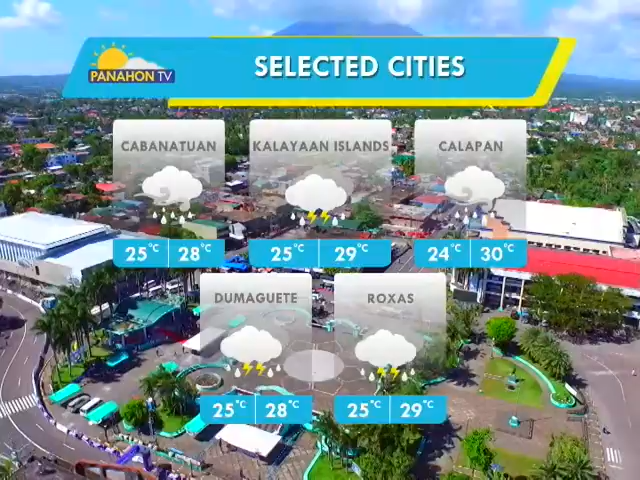 PANAHON TV
SELECTED CITIES
CABANATUAN
25°C 28°C
KALAYAAN ISLANDS
25°C 29°C
CALAPAN
24°C 30°C
DUMAGUETE
25°C 28°C
ROXAS
25°C 29°C